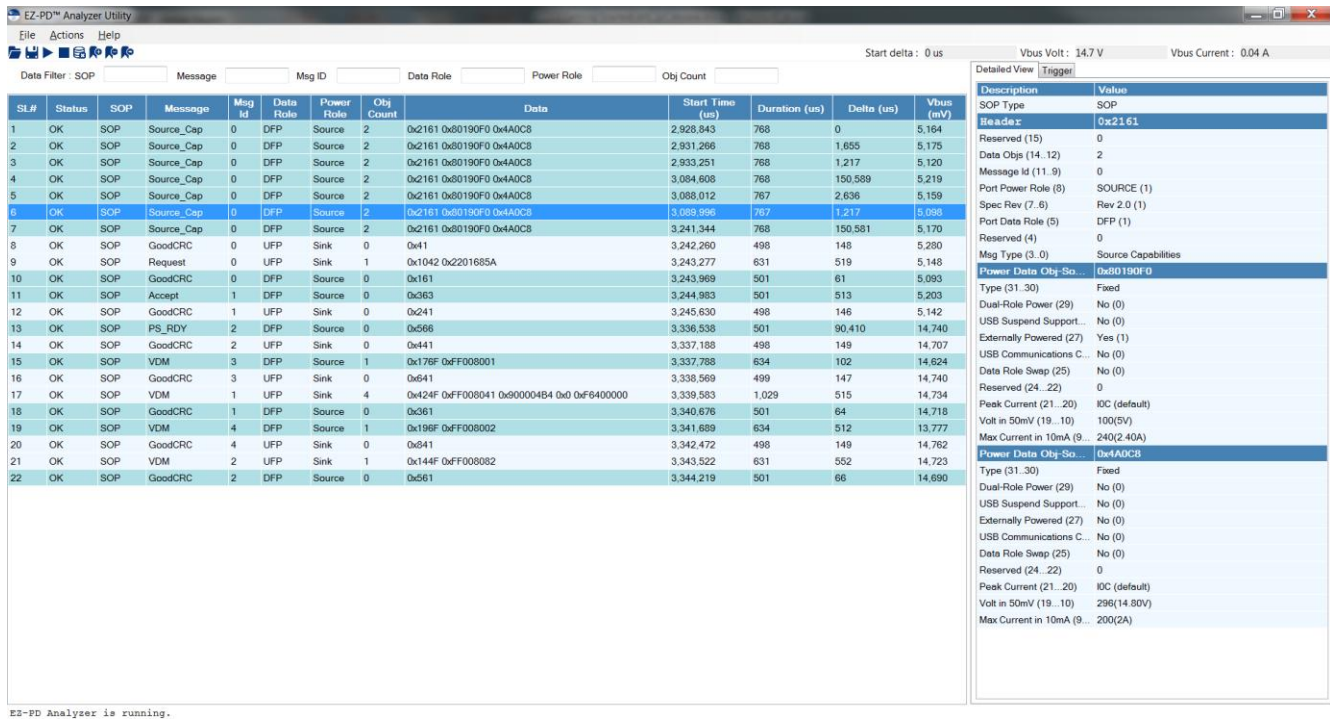 EZ-PD™ Analyzer Utility
File Actions Help
Start delta : 0 us Vbus Volt : 14.7 V Vbus Current : 0.04 A
Data Filter : SOP Message Msg ID Data Role Power Role Obj Count
SL# Status SOP Message Msg Id Data Role Power Role Obj Count Data Start Time (us) Duration (us) Delta (us) Vbus (mV)
1 OK SOP Source_Cap 0 DFP Source 2 0x2161 0x80190F0 0x4A0C8 2,928,843 768 0 5,164
2 OK SOP Source_Cap 0 DFP Source 2 0x2161 0x80190F0 0x4A0C8 2,931,266 768 1,655 5,175
3 OK SOP Source_Cap 0 DFP Source 2 0x2161 0x80190F0 0x4A0C8 2,933,251 768 1,217 5,120
4 OK SOP Source_Cap 0 DFP Source 2 0x2161 0x80190F0 0x4A0C8 3,084,608 768 150,589 5,219
5 OK SOP Source_Cap 0 DFP Source 2 0x2161 0x80190F0 0x4A0C8 3,088,012 767 2,636 5,159
6 OK SOP Source_Cap 0 DFP Source 2 0x2161 0x80190F0 0x4A0C8 3,089,996 767 1,217 5,098
7 OK SOP Source_Cap 0 DFP Source 2 0x2161 0x80190F0 0x4A0C8 3,241,344 768 150,581 5,170
8 OK SOP GoodCRC 0 UFP Sink 0 0x41 3,242,260 498 148 5,280
9 OK SOP Request 0 UFP Sink 1 0x1042 0x2201685A 3,243,277 631 519 5,148
10 OK SOP GoodCRC 0 DFP Source 0 0x161 3,243,969 501 61 5,093
11 OK SOP Accept 1 DFP Source 0 0x363 3,244,983 501 513 5,203
12 OK SOP GoodCRC 1 UFP Sink 0 0x241 3,245,630 498 146 5,142
13 OK SOP PS_RDY 2 DFP Source 0 0x566 3,336,538 501 90,410 14,740
14 OK SOP GoodCRC 2 UFP Sink 0 0x441 3,337,188 498 149 14,707
15 OK SOP VDM 3 DFP Source 1 0x176F 0xFF008001 3,337,788 634 102 14,624
16 OK SOP GoodCRC 3 UFP Sink 0 0x641 3,338,569 499 147 14,740
17 OK SOP VDM 1 UFP Sink 4 0x424F 0xFF008041 0x900004B4 0x0 0xF6400000 3,339,583 1,029 515 14,734
18 OK SOP GoodCRC 1 DFP Source 0 0x361 3,340,676 501 64 14,718
19 OK SOP VDM 4 DFP Source 1 0x196F 0xFF008002 3,341,689 634 512 13,777
20 OK SOP GoodCRC 4 UFP Sink 0 0x841 3,342,472 498 149 14,762
21 OK SOP VDM 2 UFP Sink 1 0x144F 0xFF008082 3,343,522 631 552 14,723
22 OK SOP GoodCRC 2 DFP Source 0 0x561 3,344,219 501 66 14,690
Detailed View Trigger
Description Value
SOP Type SOP
Header 0x2161
Reserved (15) 0
Data Objs (14..12) 2
Message Id (11..9) 0
Port Power Role (8) SOURCE (1)
Spec Rev (7..6) Rev 2.0 (1)
Port Data Role (5) DFP (1)
Reserved (4) 0
Msg Type (3..0) Source Capabilities
Power Data Obj-So... 0x80190F0
Type (31..30) Fixed
Dual-Role Power (29) No (0)
USB Suspend Support... No (0)
Externally Powered (27) Yes (1)
USB Communications C... No (0)
Data Role Swap (25) No (0)
Reserved (24...22) 0
Peak Current (21...20) I0C (default)
Volt in 50mV (19...10) 100(5V)
Max Current in 10mA (9... 240(2.40A)
Power Data Obj-So... 0x4A0C8
Type (31..30) Fixed
Dual-Role Power (29) No (0)
USB Suspend Support... No (0)
Externally Powered (27) No (0)
USB Communications C... No (0)
Data Role Swap (25) No (0)
Reserved (24...22) 0
Peak Current (21...20) I0C (default)
Volt in 50mV (19...10) 296(14.80V)
Max Current in 10mA (9... 200(2A)
EZ-PD Analyzer is running.